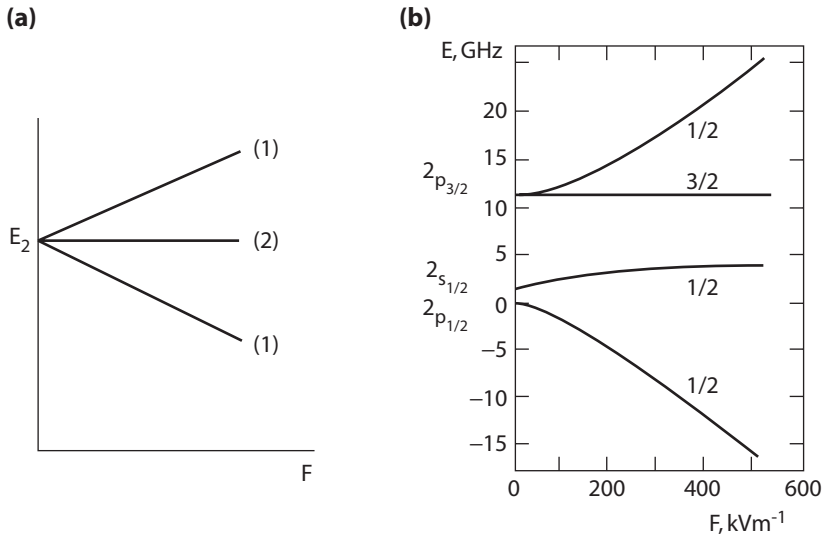 (a)
(1)
E₂
(2)
(1)
F
(b)
E, GHz
20
1/2
15
²p₃/₂
3/2
10
5
²s₁/₂
1/2
0
²p₁/₂
−5
1/2
−10
−15
0
200
400
600
F, kVm⁻¹